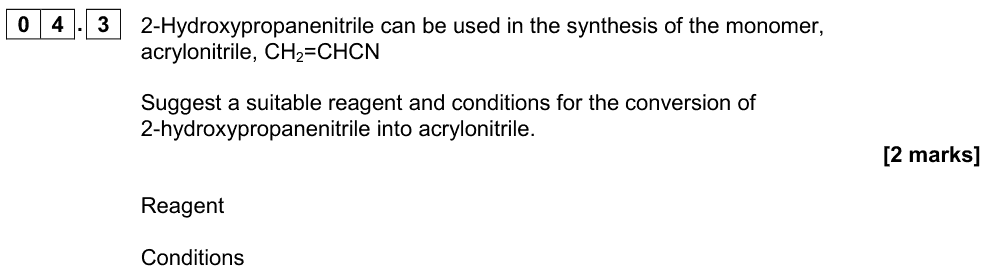 0 4 . 3 2-Hydroxypropanenitrile can be used in the synthesis of the monomer,
acrylonitrile, CH₂=CHCN
Suggest a suitable reagent and conditions for the conversion of
2-hydroxypropanenitrile into acrylonitrile.
[2 marks]
Reagent
Conditions